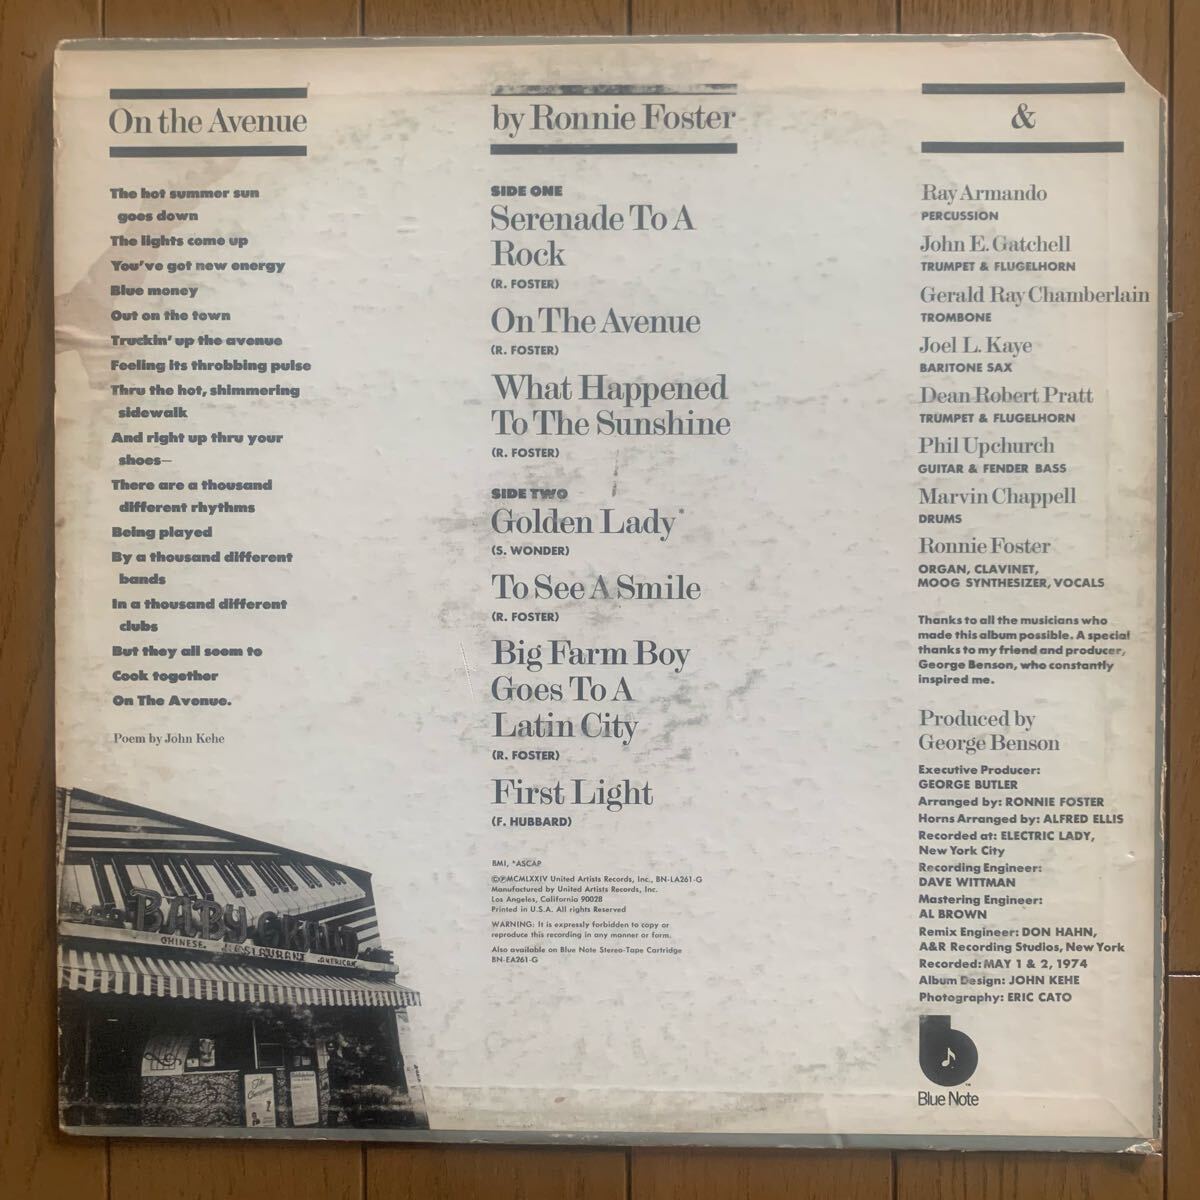 On the Avenue
The hot summer sun
goes down
The lights come up
You've got new energy
Blue money
Out on the town
Truckin' up the avenue
Feeling its throbbing pulse
Thru the hot, shimmering
sidewalk
And right up thru your
shoes—
There are a thousand
different rhythms
Being played
By a thousand different
bands
In a thousand different
clubs
But they all seem to
Cook together
On The Avenue.
Poem by John Kehe
BABY GRAND
CHINESE. RESTAURANT AMERICAN
by Ronnie Foster
SIDE ONE
Serenade To A
Rock
(R. FOSTER)
On The Avenue
(R. FOSTER)
What Happened
To The Sunshine
(R. FOSTER)
SIDE TWO
Golden Lady*
(S. WONDER)
To See A Smile
(R. FOSTER)
Big Farm Boy
Goes To A
Latin City
(R. FOSTER)
First Light
(F. HUBBARD)
BMI, *ASCAP
©℗MCMLXXIV United Artists Records, Inc., BN-LA261-G
Manufactured by United Artists Records, Inc.
Los Angeles, California 90028
Printed in U.S.A. All rights Reserved
WARNING: It is expressly forbidden to copy or
reproduce this recording in any manner or form.
Also available on Blue Note Stereo-Tape Cartridge
BN-EA261-G
&
Ray Armando
PERCUSSION
John E. Gatchell
TRUMPET & FLUGELHORN
Gerald Ray Chamberlain
TROMBONE
Joel L. Kaye
BARITONE SAX
Dean Robert Pratt
TRUMPET & FLUGELHORN
Phil Upchurch
GUITAR & FENDER BASS
Marvin Chappell
DRUMS
Ronnie Foster
ORGAN, CLAVINET,
MOOG SYNTHESIZER, VOCALS
Thanks to all the musicians who
made this album possible. A special
thanks to my friend and producer,
George Benson, who constantly
inspired me.
Produced by
George Benson
Executive Producer:
GEORGE BUTLER
Arranged by: RONNIE FOSTER
Horns Arranged by: ALFRED ELLIS
Recorded at: ELECTRIC LADY,
New York City
Recording Engineer:
DAVE WITTMAN
Mastering Engineer:
AL BROWN
Remix Engineer: DON HAHN,
A&R Recording Studios, New York
Recorded: MAY 1 & 2, 1974
Album Design: JOHN KEHE
Photography: ERIC CATO
Blue Note